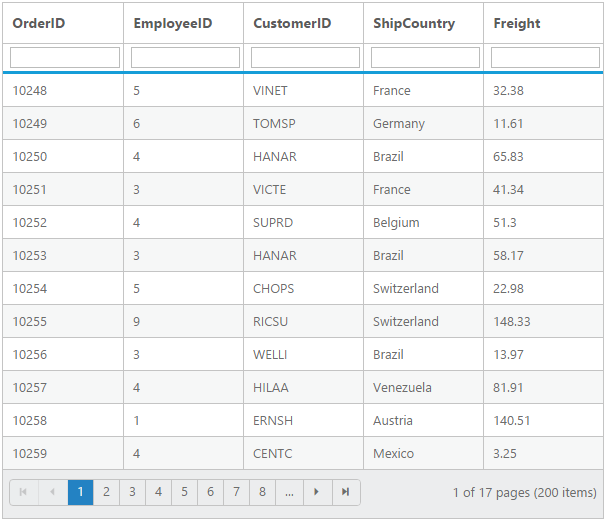 OrderID EmployeeID CustomerID ShipCountry Freight
10248 5 VINET France 32.38
10249 6 TOMSP Germany 11.61
10250 4 HANAR Brazil 65.83
10251 3 VICTE France 41.34
10252 4 SUPRD Belgium 51.3
10253 3 HANAR Brazil 58.17
10254 5 CHOPS Switzerland 22.98
10255 9 RICSU Switzerland 148.33
10256 3 WELLI Brazil 13.97
10257 4 HILAA Venezuela 81.91
10258 1 ERNSH Austria 140.51
10259 4 CENTC Mexico 3.25
1 2 3 4 5 6 7 8 ... 1 of 17 pages (200 items)